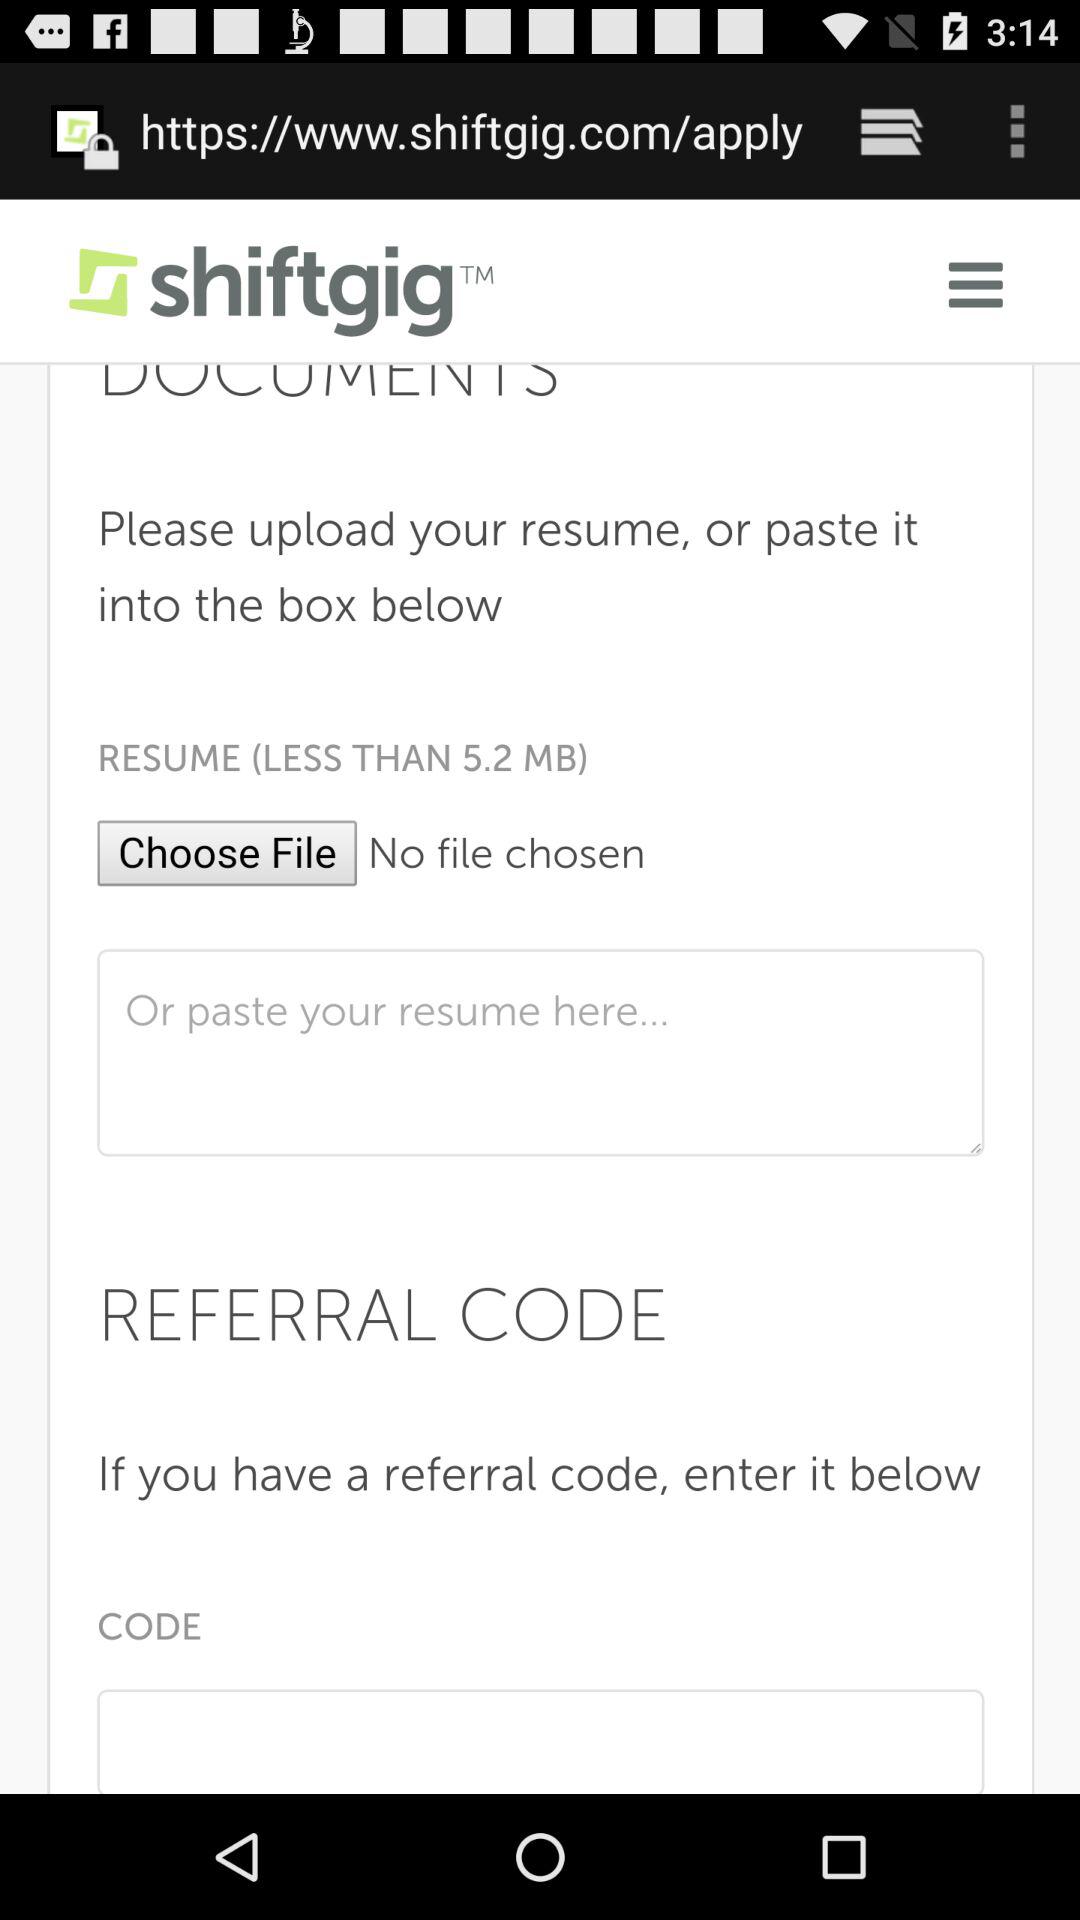 3:14
https://www.shiftgig.com/apply
shiftgig™
DOCUMENTS
Please upload your resume, or paste it
into the box below
RESUME (LESS THAN 5.2 MB)
Choose File No file chosen
Or paste your resume here...
REFERRAL CODE
If you have a referral code, enter it below
CODE